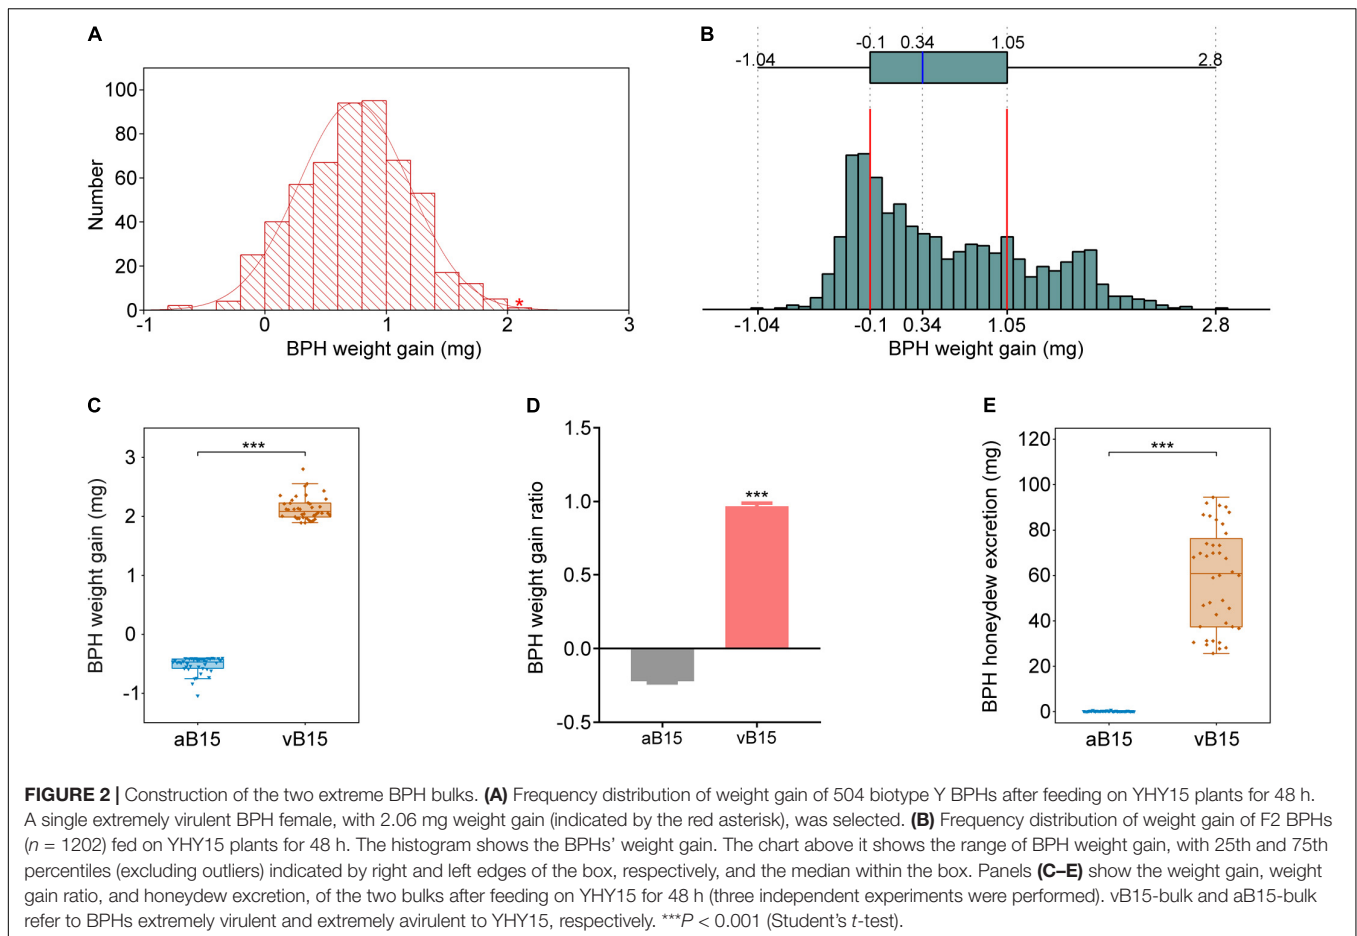 A
100
80
60
40
20
0
Number
-1
0
1
2
3
*
BPH weight gain (mg)
B
-0.1 0.34 1.05
-1.04 2.8
-1.04 -0.1 0.34 1.05 2.8
BPH weight gain (mg)
C
***
3
2
1
0
-1
BPH weight gain (mg)
aB15 vB15
D
1.5
1.0
0.5
0.0
-0.5
BPH weight gain ratio
***
aB15 vB15
E
***
120
100
80
60
40
20
0
BPH honeydew excretion (mg)
aB15 vB15
FIGURE 2 | Construction of the two extreme BPH bulks. (A) Frequency distribution of weight gain of 504 biotype Y BPHs after feeding on YHY15 plants for 48 h.
A single extremely virulent BPH female, with 2.06 mg weight gain (indicated by the red asterisk), was selected. (B) Frequency distribution of weight gain of F2 BPHs
(n = 1202) fed on YHY15 plants for 48 h. The histogram shows the BPHs' weight gain. The chart above it shows the range of BPH weight gain, with 25th and 75th
percentiles (excluding outliers) indicated by right and left edges of the box, respectively, and the median within the box. Panels (C–E) show the weight gain, weight
gain ratio, and honeydew excretion, of the two bulks after feeding on YHY15 for 48 h (three independent experiments were performed). vB15-bulk and aB15-bulk
refer to BPHs extremely virulent and extremely avirulent to YHY15, respectively. ***P < 0.001 (Student's t-test).